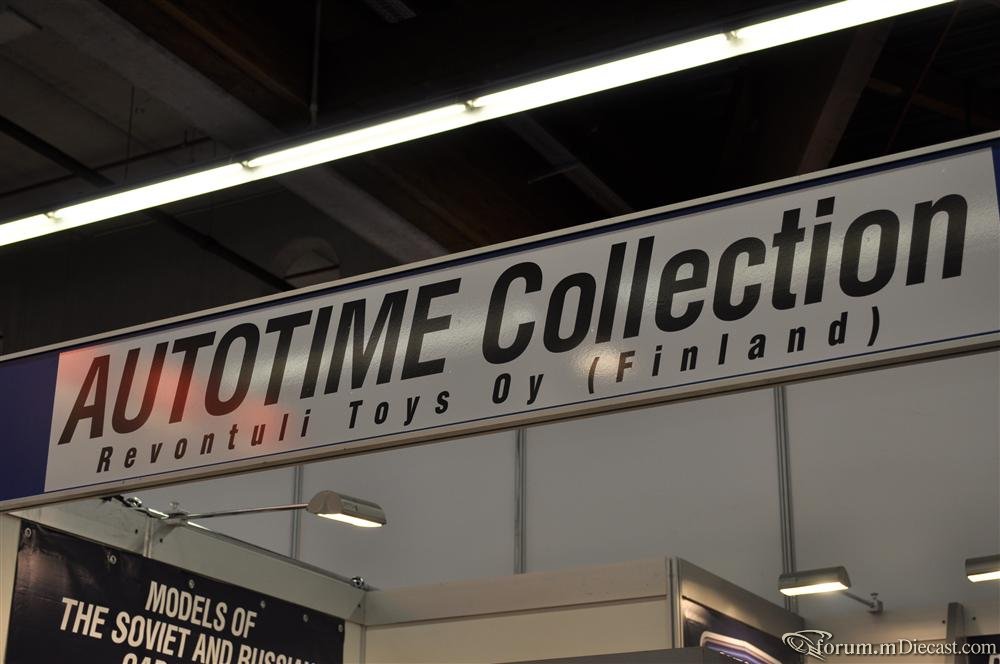 AUTOTIME Collection
Revontuli Toys Oy (Finland)
MODELS OF
THE SOVIET AND RUSSIAN
forum.mDiecast.com